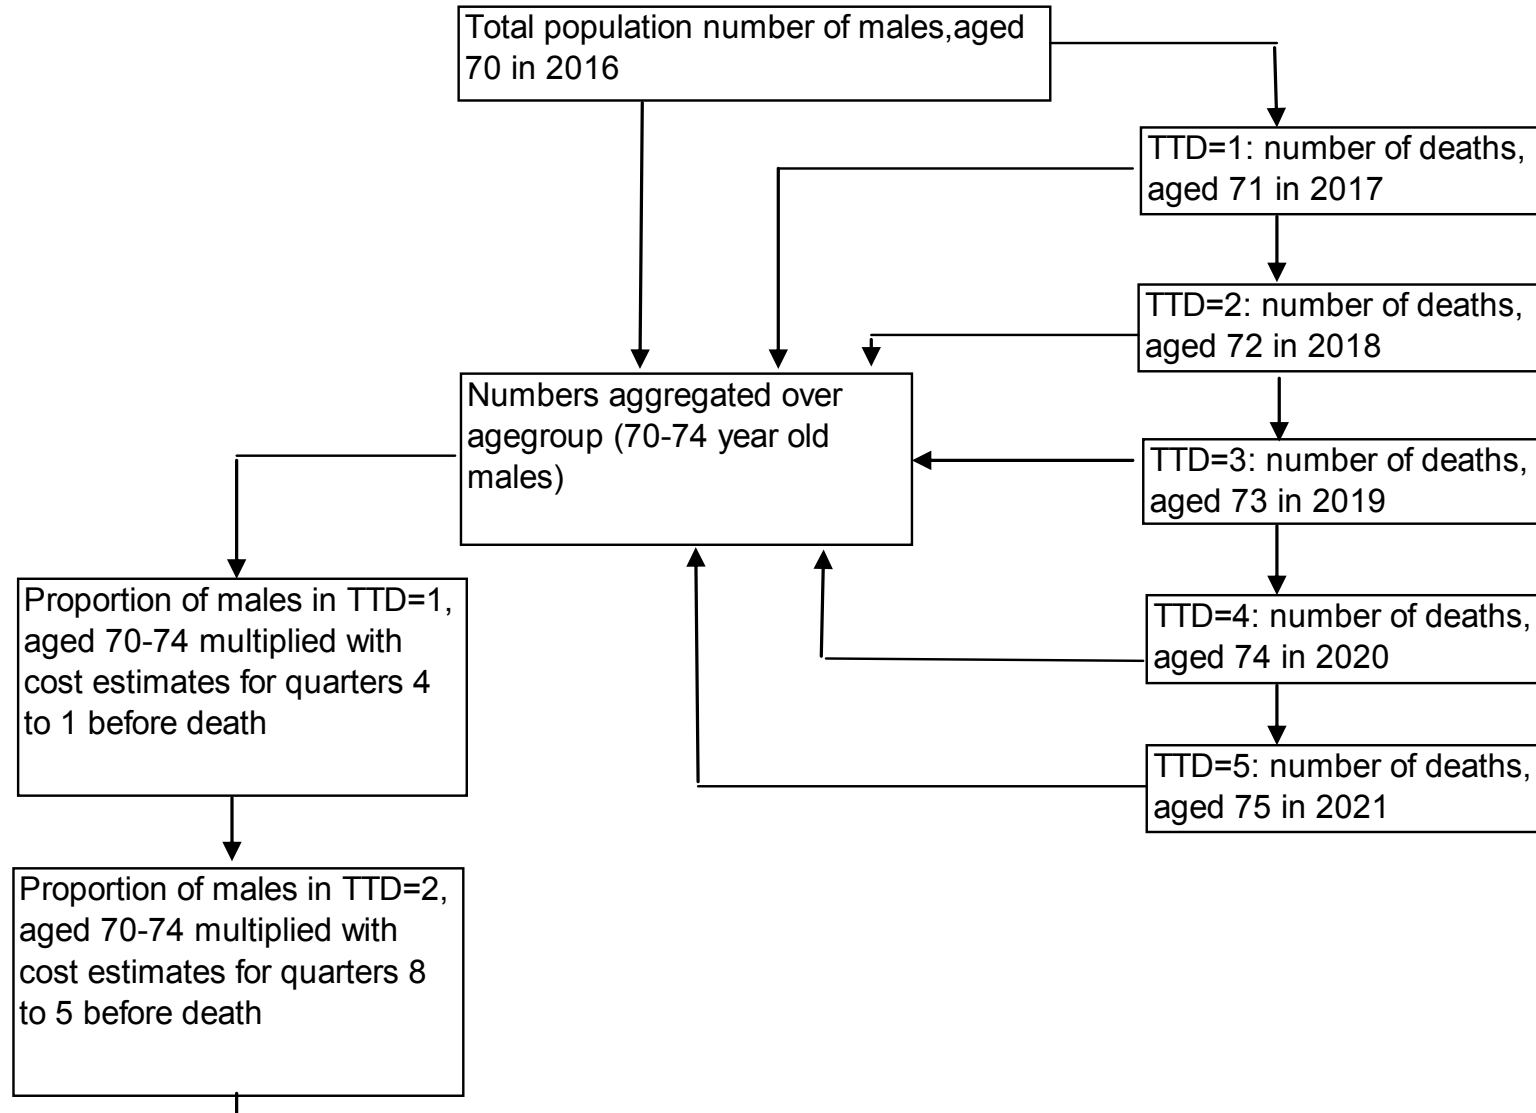 Total population number of males,aged
70 in 2016
TTD=1: number of deaths,
aged 71 in 2017
TTD=2: number of deaths,
aged 72 in 2018
Numbers aggregated over
agegroup (70-74 year old
males)
TTD=3: number of deaths,
aged 73 in 2019
Proportion of males in TTD=1,
aged 70-74 multiplied with
cost estimates for quarters 4
to 1 before death
TTD=4: number of deaths,
aged 74 in 2020
TTD=5: number of deaths,
aged 75 in 2021
Proportion of males in TTD=2,
aged 70-74 multiplied with
cost estimates for quarters 8
to 5 before death